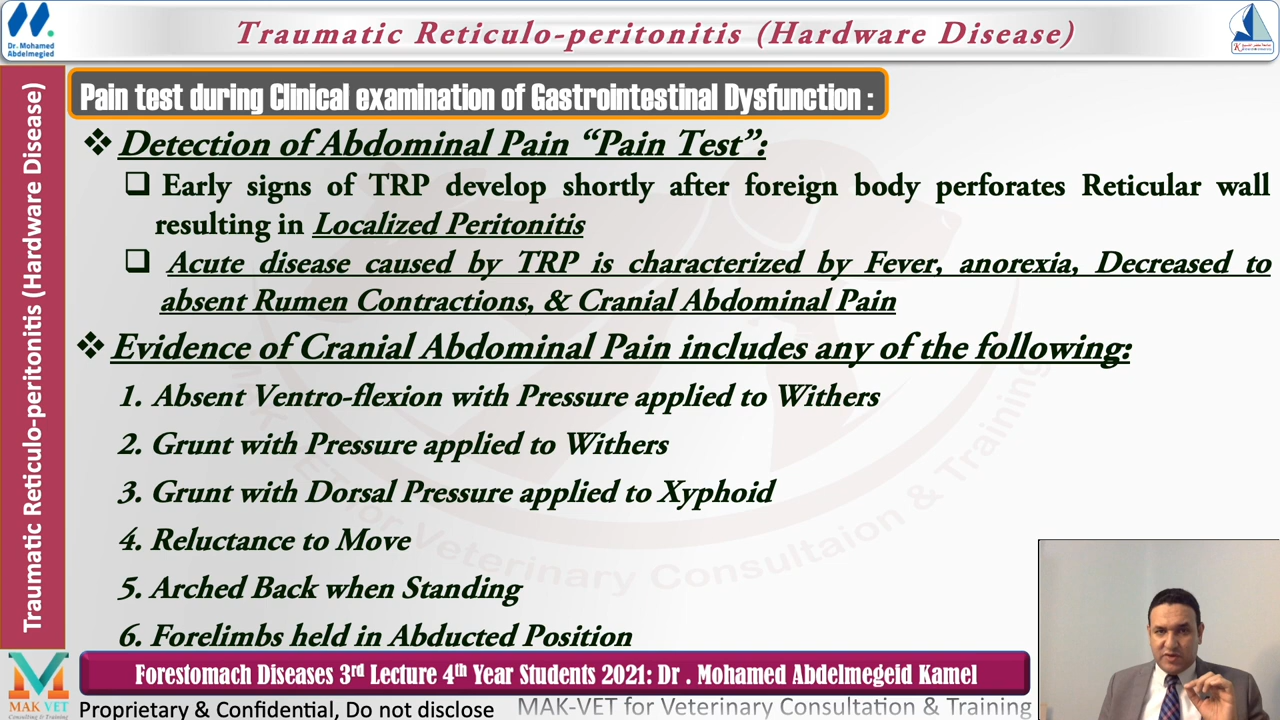 Dr. Mohamed
Abdelmegied
Traumatic Reticulo-peritonitis (Hardware Disease)
Traumatic Reticulo-peritonitis (Hardware Disease)
Pain test during Clinical examination of Gastrointestinal Dysfunction :
❖ Detection of Abdominal Pain “Pain Test”:
❑ Early signs of TRP develop shortly after foreign body perforates Reticular wall
resulting in Localized Peritonitis
❑ Acute disease caused by TRP is characterized by Fever, anorexia, Decreased to
absent Rumen Contractions, & Cranial Abdominal Pain
❖ Evidence of Cranial Abdominal Pain includes any of the following:
1. Absent Ventro-flexion with Pressure applied to Withers
2. Grunt with Pressure applied to Withers
3. Grunt with Dorsal Pressure applied to Xyphoid
4. Reluctance to Move
5. Arched Back when Standing
6. Forelimbs held in Abducted Position
for Veterinary Consultaion & Training
MAK VET
Consulting & Training
Forestomach Diseases 3rd Lecture 4th Year Students 2021: Dr . Mohamed Abdelmegeid Kamel
Proprietary & Confidential, Do not disclose
MAK-VET for Veterinary Consultation & Training